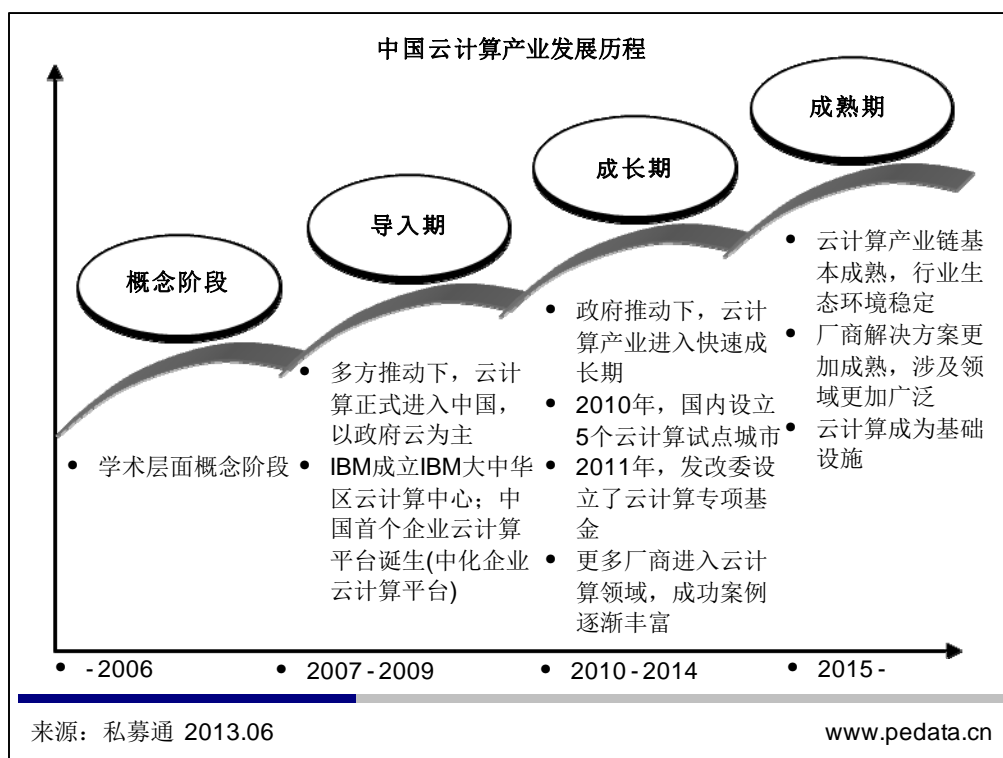 中国云计算产业发展历程
概念阶段
导入期
成长期
成熟期
• 学术层面概念阶段
• 多方推动下，云计
算正式进入中国，
以政府云为主
• IBM成立IBM大中华
区云计算中心；中
国首个企业云计算
平台诞生(中化企业
云计算平台)
• 政府推动下，云计
算产业进入快速成
长期
• 2010年，国内设立
5个云计算试点城市
• 2011年，发改委设
立了云计算专项基
金
• 更多厂商进入云计
算领域，成功案例
逐渐丰富
• 云计算产业链基
本成熟，行业生
态环境稳定
• 厂商解决方案更
加成熟，涉及领
域更加广泛
• 云计算成为基础
设施
• -2006
• 2007-2009
• 2010-2014
• 2015-
来源：私募通 2013.06
www.pedata.cn